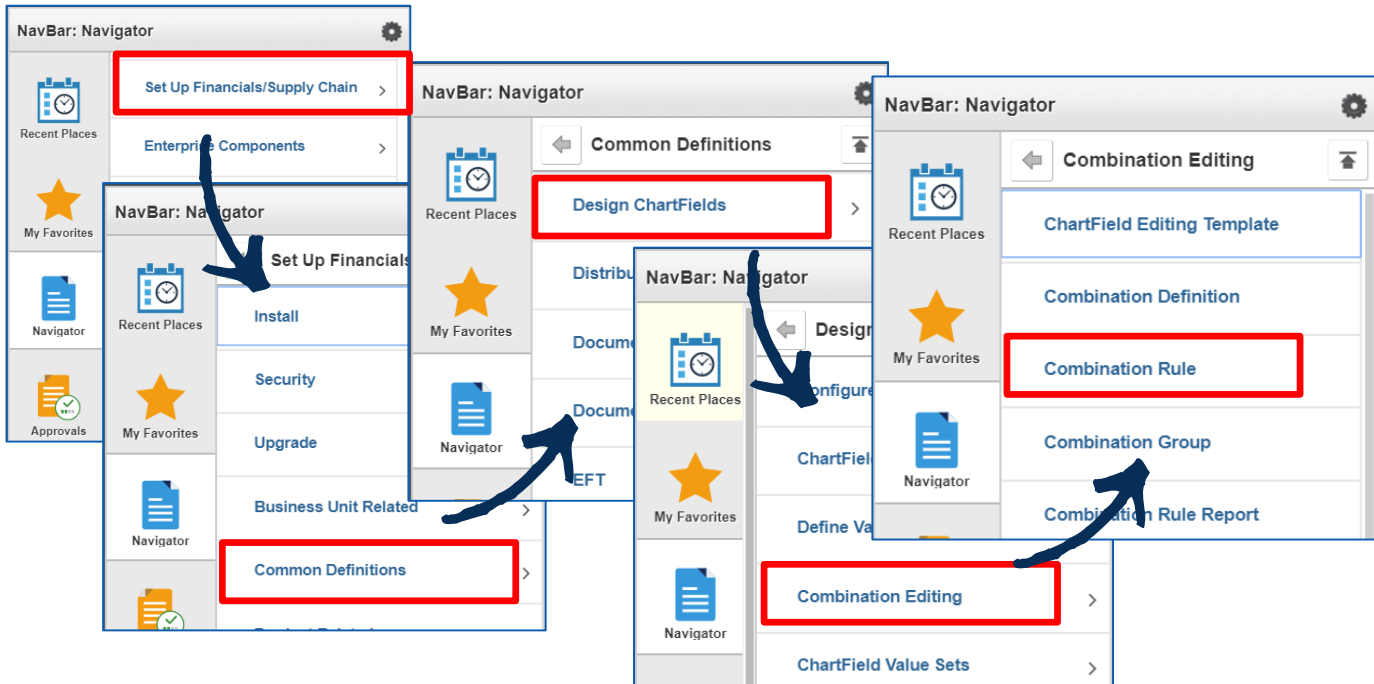 NavBar: Navigator
Recent Places
My Favorites
Navigator
Approvals
Set Up Financials/Supply Chain
Enterprise Components
NavBar: Navigator
Recent Places
My Favorites
Navigator
Set Up Financials
Install
Security
Upgrade
Business Unit Related
Common Definitions
NavBar: Navigator
Recent Places
My Favorites
Navigator
Common Definitions
Design ChartFields
Distribu
Docume
Docume
EFT
NavBar: Navigator
Recent Places
My Favorites
Navigator
Design
Configure
ChartFiel
Define Va
Combination Editing
ChartField Value Sets
NavBar: Navigator
Recent Places
My Favorites
Navigator
Combination Editing
ChartField Editing Template
Combination Definition
Combination Rule
Combination Group
Combination Rule Report